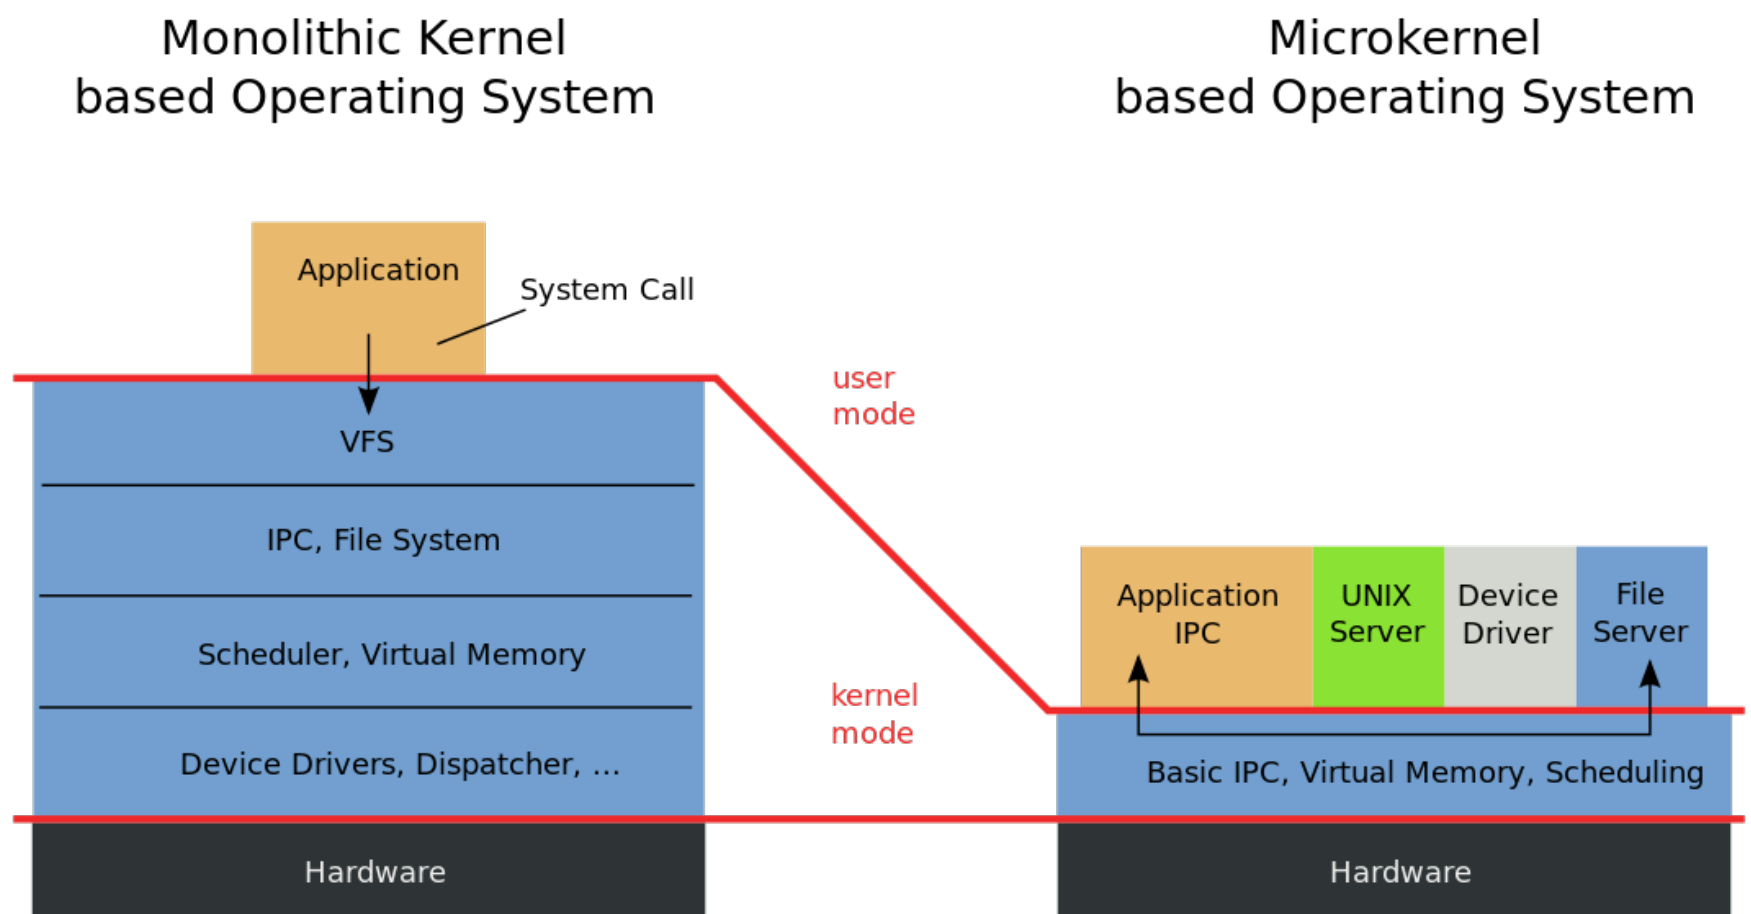 Monolithic Kernel
based Operating System
Microkernel
based Operating System
Application
System Call
user
mode
VFS
IPC, File System
Scheduler, Virtual Memory
Device Drivers, Dispatcher, ...
Hardware
kernel
mode
Application
IPC
UNIX
Server
Device
Driver
File
Server
Basic IPC, Virtual Memory, Scheduling
Hardware